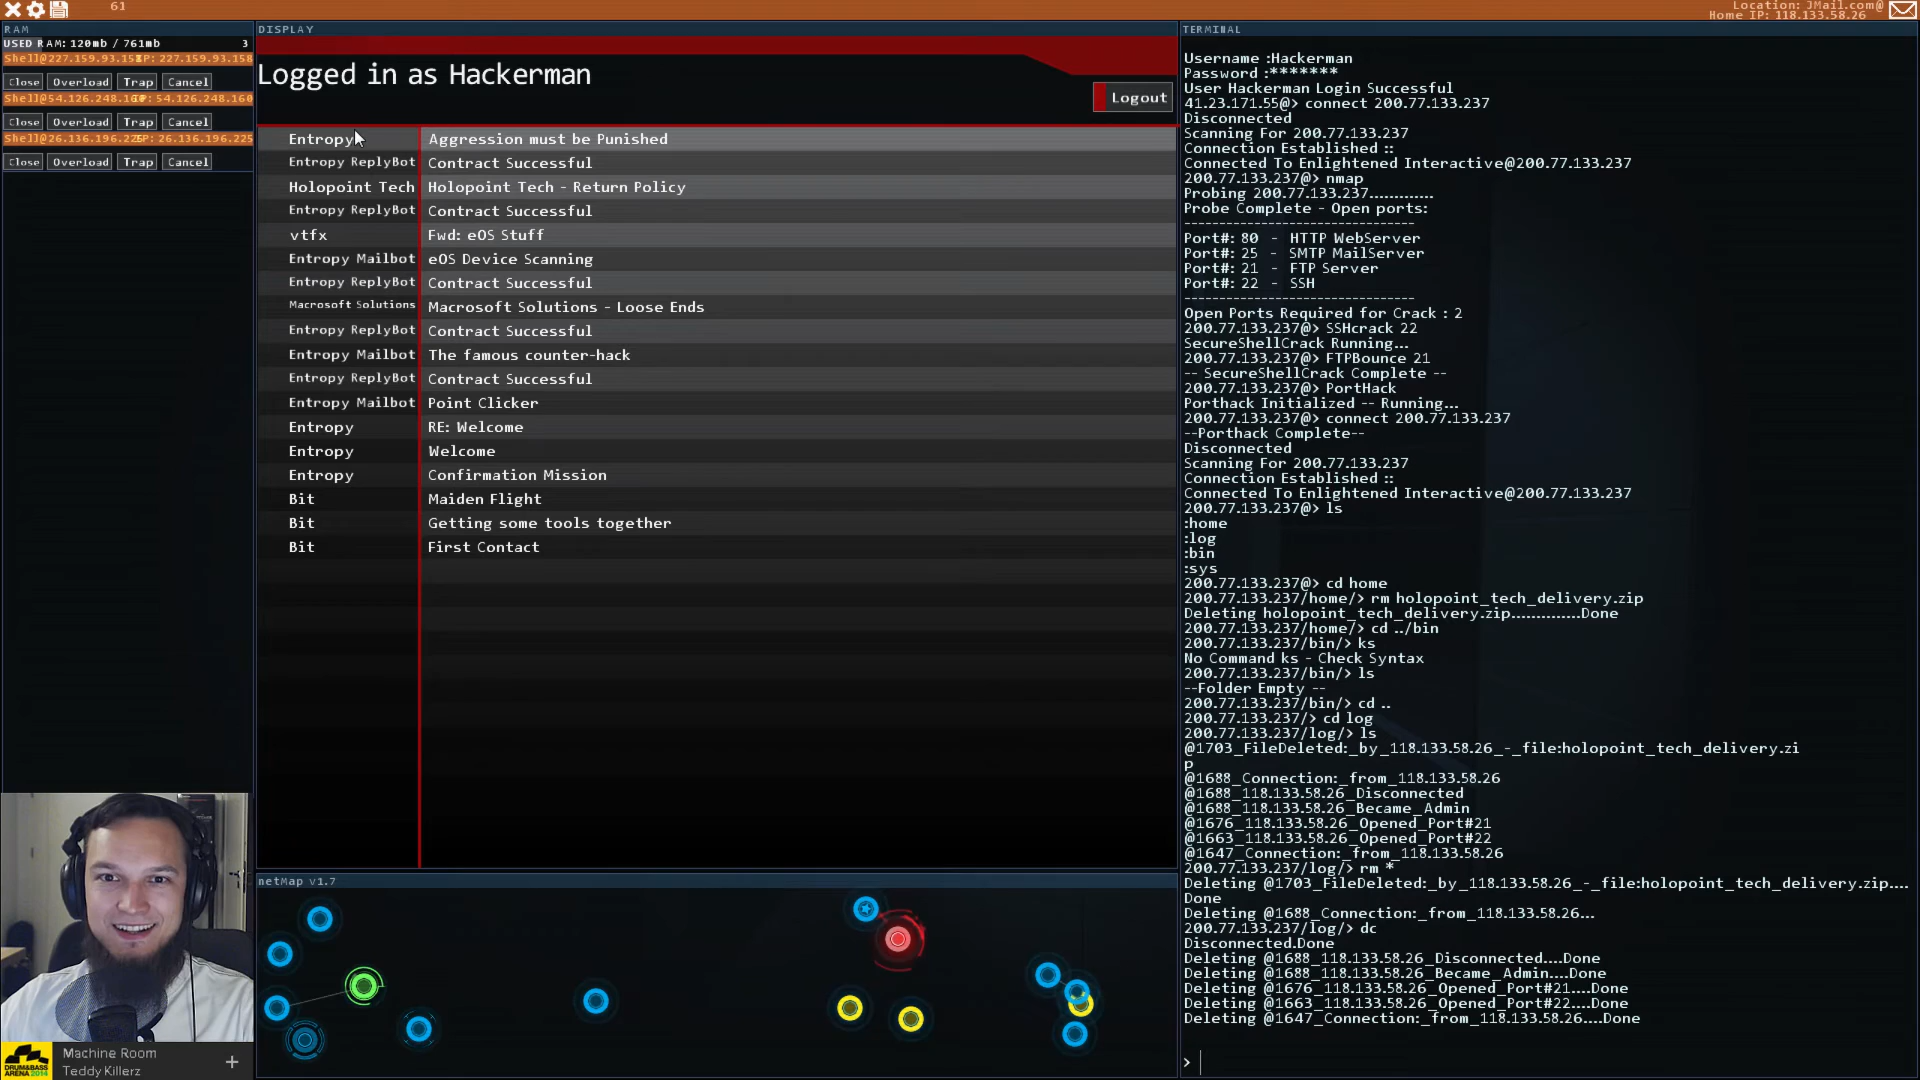 61
Location: JMail.com@
Home IP: 118.133.58.26
RAM
USED RAM: 120mb / 761mb 3
Shell@227.159.93.158 IP: 227.159.93.158
Close Overload Trap Cancel
Shell@54.126.248.160 IP: 54.126.248.160
Close Overload Trap Cancel
Shell@26.136.196.225 IP: 26.136.196.225
Close Overload Trap Cancel
DISPLAY
Logged in as Hackerman
Logout
Entropy Aggression must be Punished
Entropy ReplyBot Contract Successful
Holopoint Tech Holopoint Tech - Return Policy
Entropy ReplyBot Contract Successful
vtfx Fwd: eOS Stuff
Entropy Mailbot eOS Device Scanning
Entropy ReplyBot Contract Successful
Macrosoft Solutions Macrosoft Solutions - Loose Ends
Entropy ReplyBot Contract Successful
Entropy Mailbot The famous counter-hack
Entropy ReplyBot Contract Successful
Entropy Mailbot Point Clicker
Entropy RE: Welcome
Entropy Welcome
Entropy Confirmation Mission
Bit Maiden Flight
Bit Getting some tools together
Bit First Contact
netMap v1.7
DRUM&BASS
ARENA 2014
Machine Room
Teddy Killerz
+
TERMINAL
Username :Hackerman
Password :*******
User Hackerman Login Successful
41.23.171.55@> connect 200.77.133.237
Disconnected
Scanning For 200.77.133.237
Connection Established ::
Connected To Enlightened Interactive@200.77.133.237
200.77.133.237@> nmap
Probing 200.77.133.237.............
Probe Complete - Open ports:
---------------------------------
Port#: 80 - HTTP WebServer
Port#: 25 - SMTP MailServer
Port#: 21 - FTP Server
Port#: 22 - SSH
---------------------------------
Open Ports Required for Crack : 2
200.77.133.237@> SSHcrack 22
SecureShellCrack Running...
200.77.133.237@> FTPBounce 21
-- SecureShellCrack Complete --
200.77.133.237@> PortHack
Porthack Initialized -- Running...
200.77.133.237@> connect 200.77.133.237
--Porthack Complete--
Disconnected
Scanning For 200.77.133.237
Connection Established ::
Connected To Enlightened Interactive@200.77.133.237
200.77.133.237@> ls
:home
:log
:bin
:sys
200.77.133.237@> cd home
200.77.133.237/home/> rm holopoint_tech_delivery.zip
Deleting holopoint_tech_delivery.zip..............Done
200.77.133.237/home/> cd ../bin
200.77.133.237/bin/> ks
No Command ks - Check Syntax
200.77.133.237/bin/> ls
--Folder Empty --
200.77.133.237/bin/> cd ..
200.77.133.237/> cd log
200.77.133.237/log/> ls
@1703_FileDeleted:_by_118.133.58.26_-_file:holopoint_tech_delivery.zi
p
@1688_Connection:_from_118.133.58.26
@1688_118.133.58.26_Disconnected
@1688_118.133.58.26_Became_Admin
@1676_118.133.58.26_Opened_Port#21
@1663_118.133.58.26_Opened_Port#22
@1647_Connection:_from_118.133.58.26
200.77.133.237/log/> rm *
Deleting @1703_FileDeleted:_by_118.133.58.26_-_file:holopoint_tech_delivery.zip....
Done
Deleting @1688_Connection:_from_118.133.58.26...
200.77.133.237/log/> dc
Disconnected.Done
Deleting @1688_118.133.58.26_Disconnected....Done
Deleting @1688_118.133.58.26_Became_Admin....Done
Deleting @1676_118.133.58.26_Opened_Port#21....Done
Deleting @1663_118.133.58.26_Opened_Port#22....Done
Deleting @1647_Connection:_from_118.133.58.26....Done
>